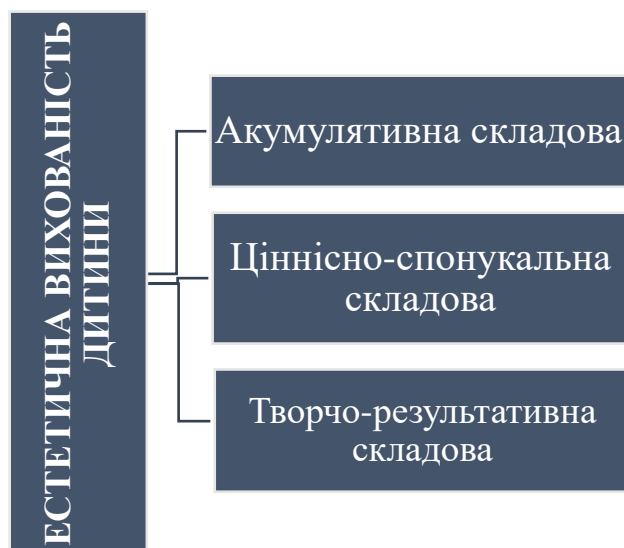 ЕСТЕТИЧНА ВИХОВАНІСТЬ
ДИТИНИ
Акумулятивна складова
Ціннісно-спонукальна
складова
Творчо-результативна
складова